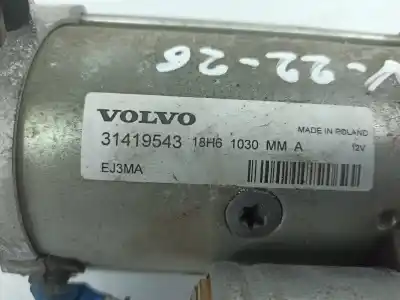 V-22-26
VOLVO
MADE IN POLAND
31419543 18H6 1030 MM A
12V
EJ3MA